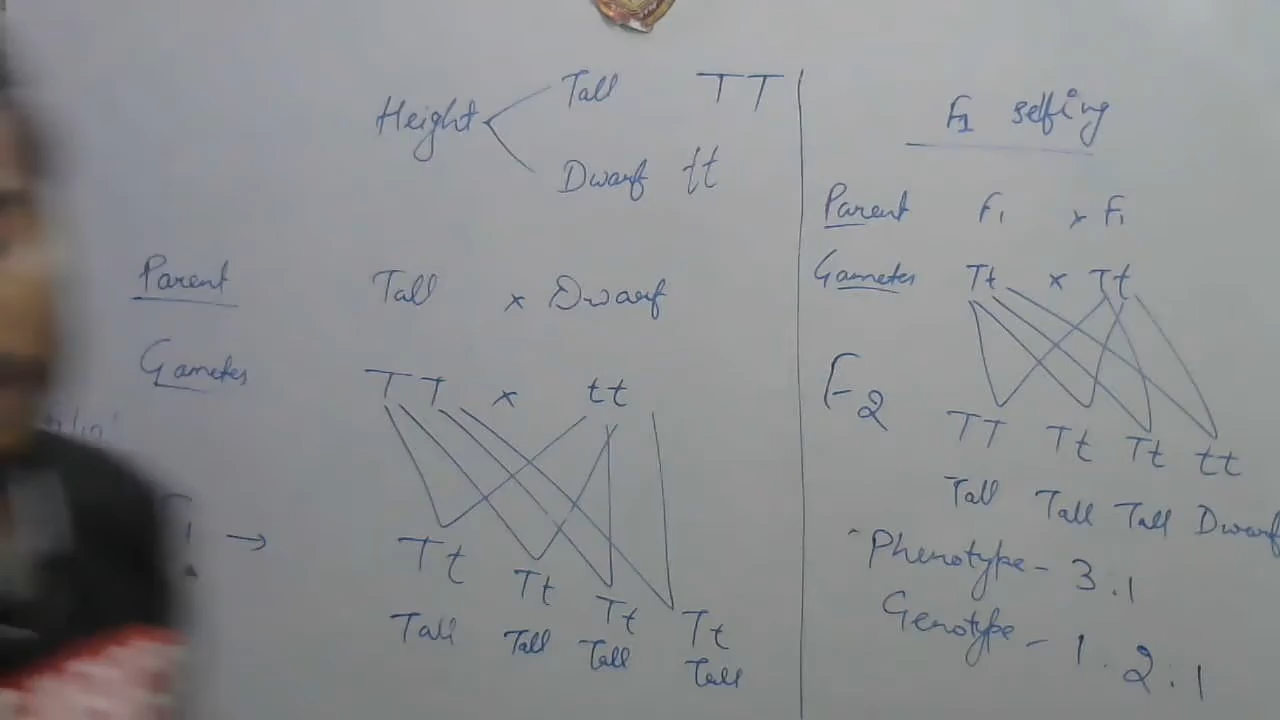 Height Tall TT
Dwarf tt
Parent Tall x Dwarf
Gametes TT x tt
F1 →
Tt Tt Tt Tt
Tall Tall Tall Tall
F1 selfing
Parent F1 x F1
Gametes Tt x Tt
F2
TT Tt Tt tt
Tall Tall Tall Dwarf
Phenotype - 3:1
Genotype - 1:2:1